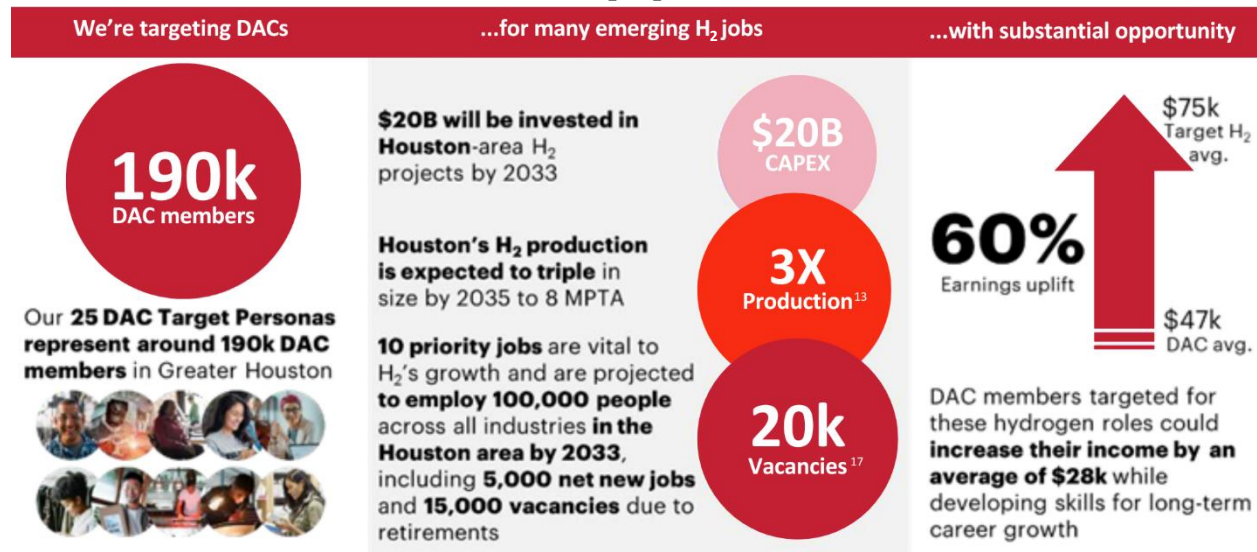 We're targeting DACs
...for many emerging H₂ jobs
...with substantial opportunity
190k
DAC members
Our 25 DAC Target Personas
represent around 190k DAC
members in Greater Houston
$20B will be invested in
Houston-area H₂
projects by 2033
$20B
CAPEX
Houston's H₂ production
is expected to triple in
size by 2035 to 8 MPTA
3X
Production¹³
10 priority jobs are vital to
H₂'s growth and are projected
to employ 100,000 people
across all industries in the
Houston area by 2033,
including 5,000 net new jobs
and 15,000 vacancies due to
retirements
20k
Vacancies ¹⁷
$75k
Target H₂
avg.
60%
Earnings uplift
$47k
DAC avg.
DAC members targeted for
these hydrogen roles could
increase their income by an
average of $28k while
developing skills for long-term
career growth